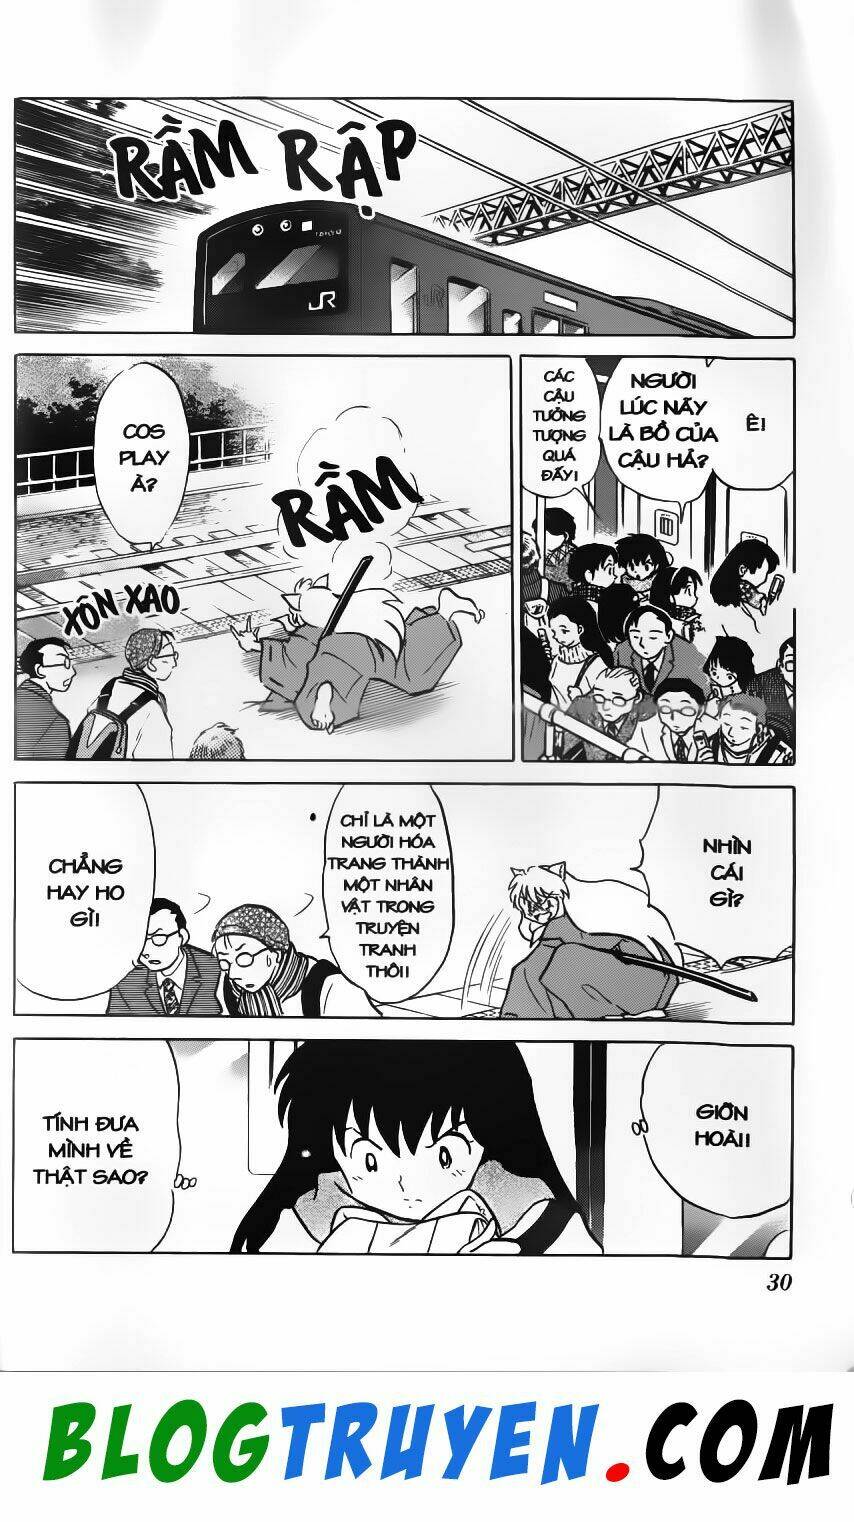 RẦM RẬP
JR
Ê!
NGƯỜI
LÚC NÃY
LÀ BỒ CỦA
CẬU HẢ?
CÁC
CẬU
TƯỞNG
TƯỢNG
QUÁ
ĐẤY!
COS
PLAY
À?
RẦM
XÔN XAO
NHÌN
CÁI
GÌ?
CHỈ LÀ MỘT
NGƯỜI HÓA
TRANG THÀNH
MỘT NHÂN
VẬT TRONG
TRUYỆN
TRANH
THÔI!
CHẲNG
HAY HO
GÌ!
GIỠN
HOÀI!
TÍNH ĐƯA
MÌNH VỀ
THẬT SAO?
30
BLOGTRUYEN.COM